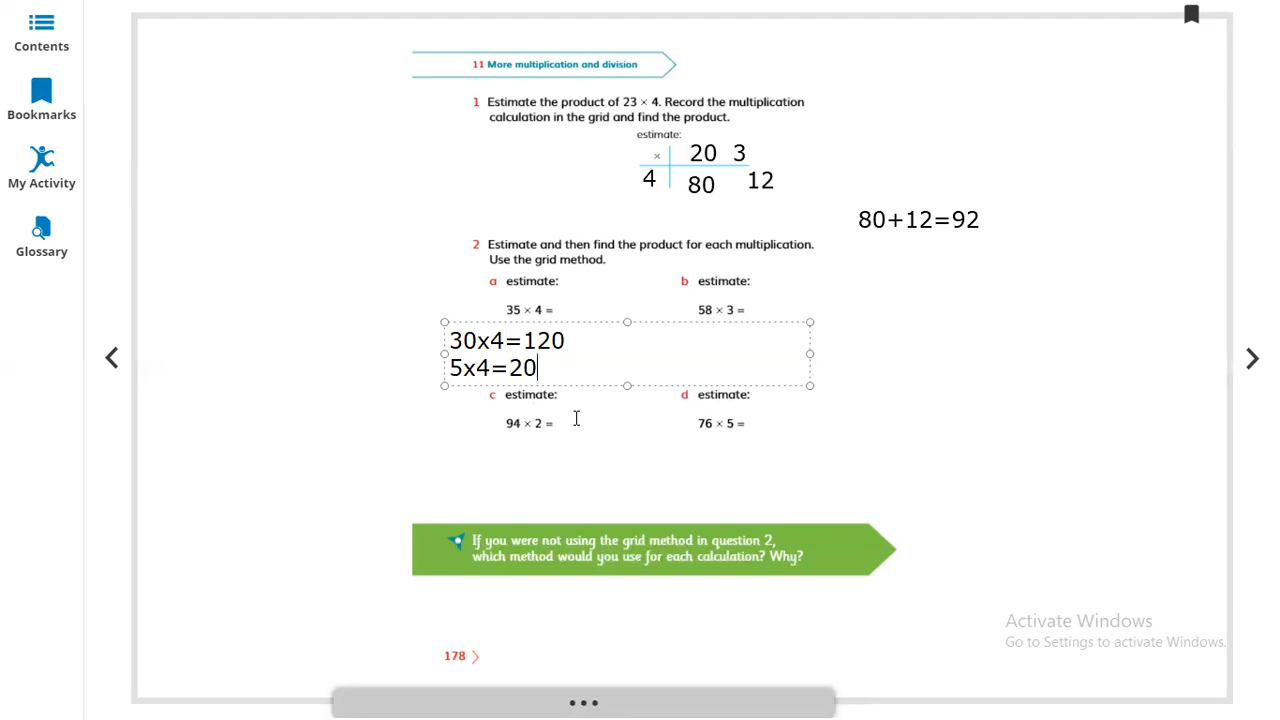 Contents
Bookmarks
My Activity
Glossary
11 More multiplication and division
1 Estimate the product of 23 × 4. Record the multiplication
calculation in the grid and find the product.
estimate:
× 20 3
4 80 12
80+12=92
2 Estimate and then find the product for each multiplication.
Use the grid method.
a estimate:
b estimate:
35 × 4 =
58 × 3 =
30x4=120
5x4=20
c estimate:
d estimate:
94 × 2 =
76 × 5 =
If you were not using the grid method in question 2,
which method would you use for each calculation? Why?
Activate Windows
Go to Settings to activate Windows.
178